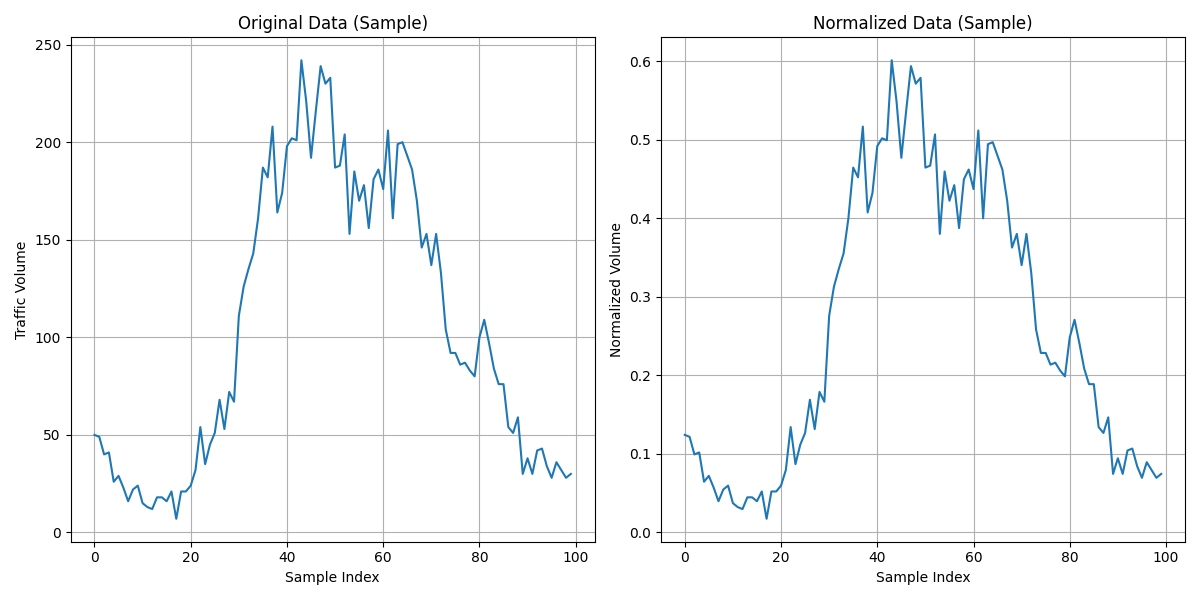 Original Data (Sample)
Traffic Volume
250
200
150
100
50
0
0 20 40 60 80 100
Sample Index
Normalized Data (Sample)
Normalized Volume
0.6
0.5
0.4
0.3
0.2
0.1
0.0
0 20 40 60 80 100
Sample Index